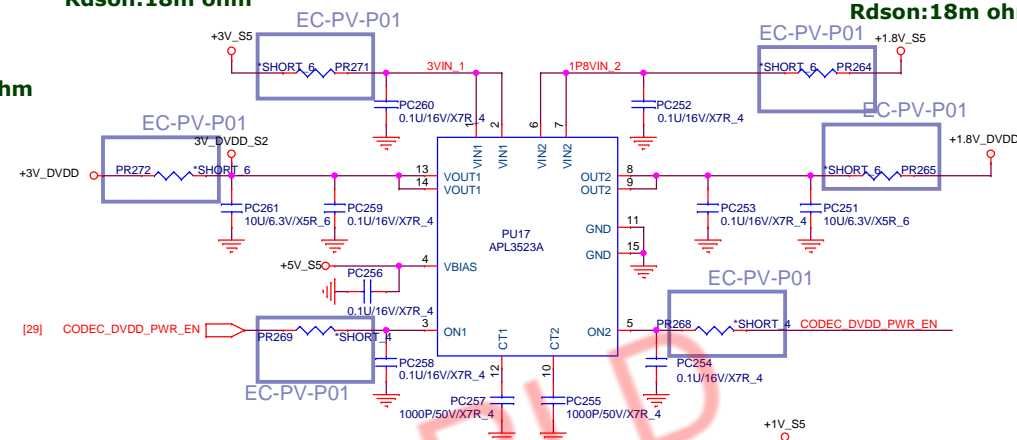 Rdson:18m ohm
Rdson:18m oh
hm
EC-PV-P01
+3V_S5
*SHORT_6 PR271
3VIN_1
PC260
0.1U/16V/X7R_4
1
2
VIN1
VIN1
6
7
VIN2
VIN2
1P8VIN_2
PC252
0.1U/16V/X7R_4
EC-PV-P01
+1.8V_S5
*SHORT_6 PR264
EC-PV-P01
3V_DVDD_S2
+3V_DVDD
PR272
*SHORT_6
13
14
VOUT1
VOUT1
PC261
10U/6.3V/X5R_6
PC259
0.1U/16V/X7R_4
8
9
OUT2
OUT2
EC-PV-P01
+1.8V_DVDD
*SHORT_6 PR265
PC253
0.1U/16V/X7R_4
PC251
10U/6.3V/X5R_6
11
GND
15
GND
PU17
APL3523A
+5V_S5
4
VBIAS
PC256
0.1U/16V/X7R_4
[29]
CODEC_DVDD_PWR_EN
PR269
*SHORT_4
3
ON1
EC-PV-P01
PC258
0.1U/16V/X7R_4
CT1
12
CT2
10
PC257
1000P/50V/X7R_4
PC255
1000P/50V/X7R_4
5
ON2
EC-PV-P01
PR268
*SHORT_4
CODEC_DVDD_PWR_EN
PC254
0.1U/16V/X7R_4
+1V_S5